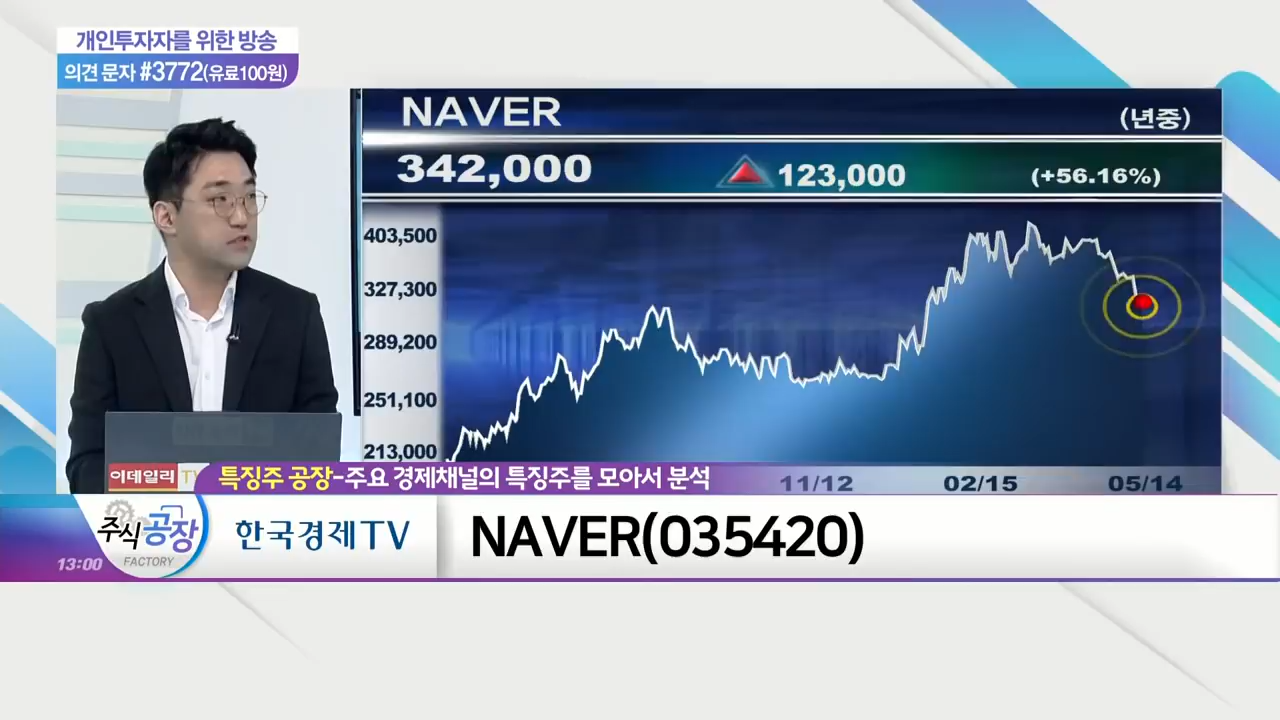 개인투자자를 위한 방송
의견 문자 #3772(유료100원)
NAVER
(년중)
342,000
123,000
(+56.16%)
403,500
327,300
289,200
251,100
213,000
11/12
02/15
05/14
이데일리 TV
특징주 공장-주요 경제채널의 특징주를 모아서 분석
주식공장
FACTORY
13:00
한국경제TV
NAVER(035420)